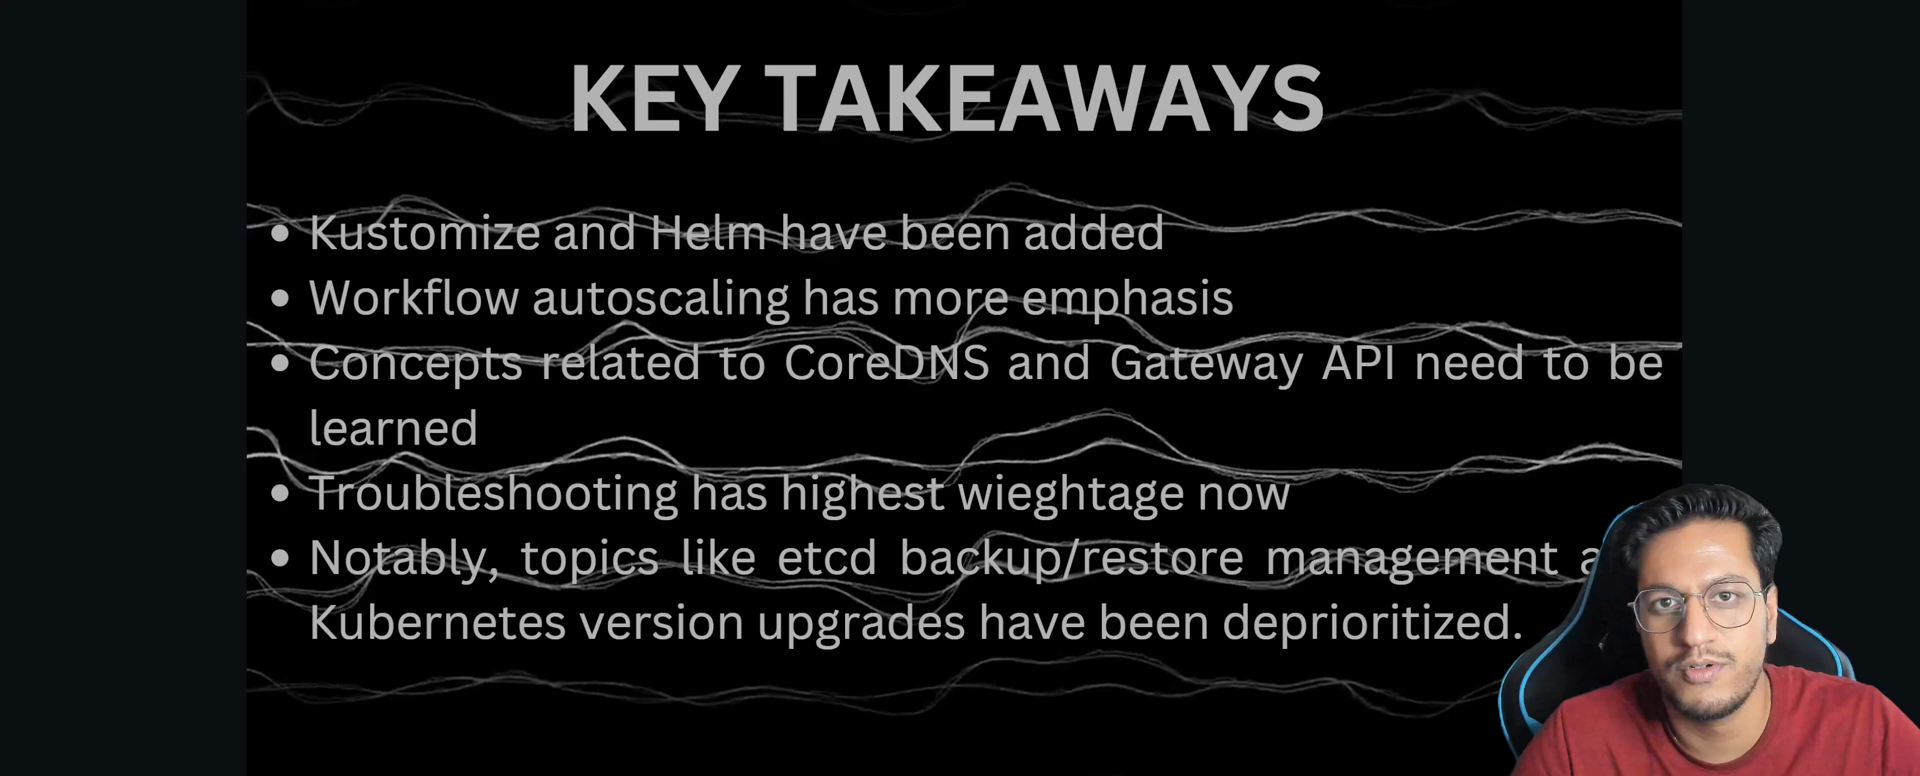 KEY TAKEAWAYS
• Kustomize and Helm have been added
• Workflow autoscaling has more emphasis
• Concepts related to CoreDNS and Gateway API need to be
learned
• Troubleshooting has highest wieghtage now
• Notably, topics like etcd backup/restore management
Kubernetes version upgrades have been deprioritized.